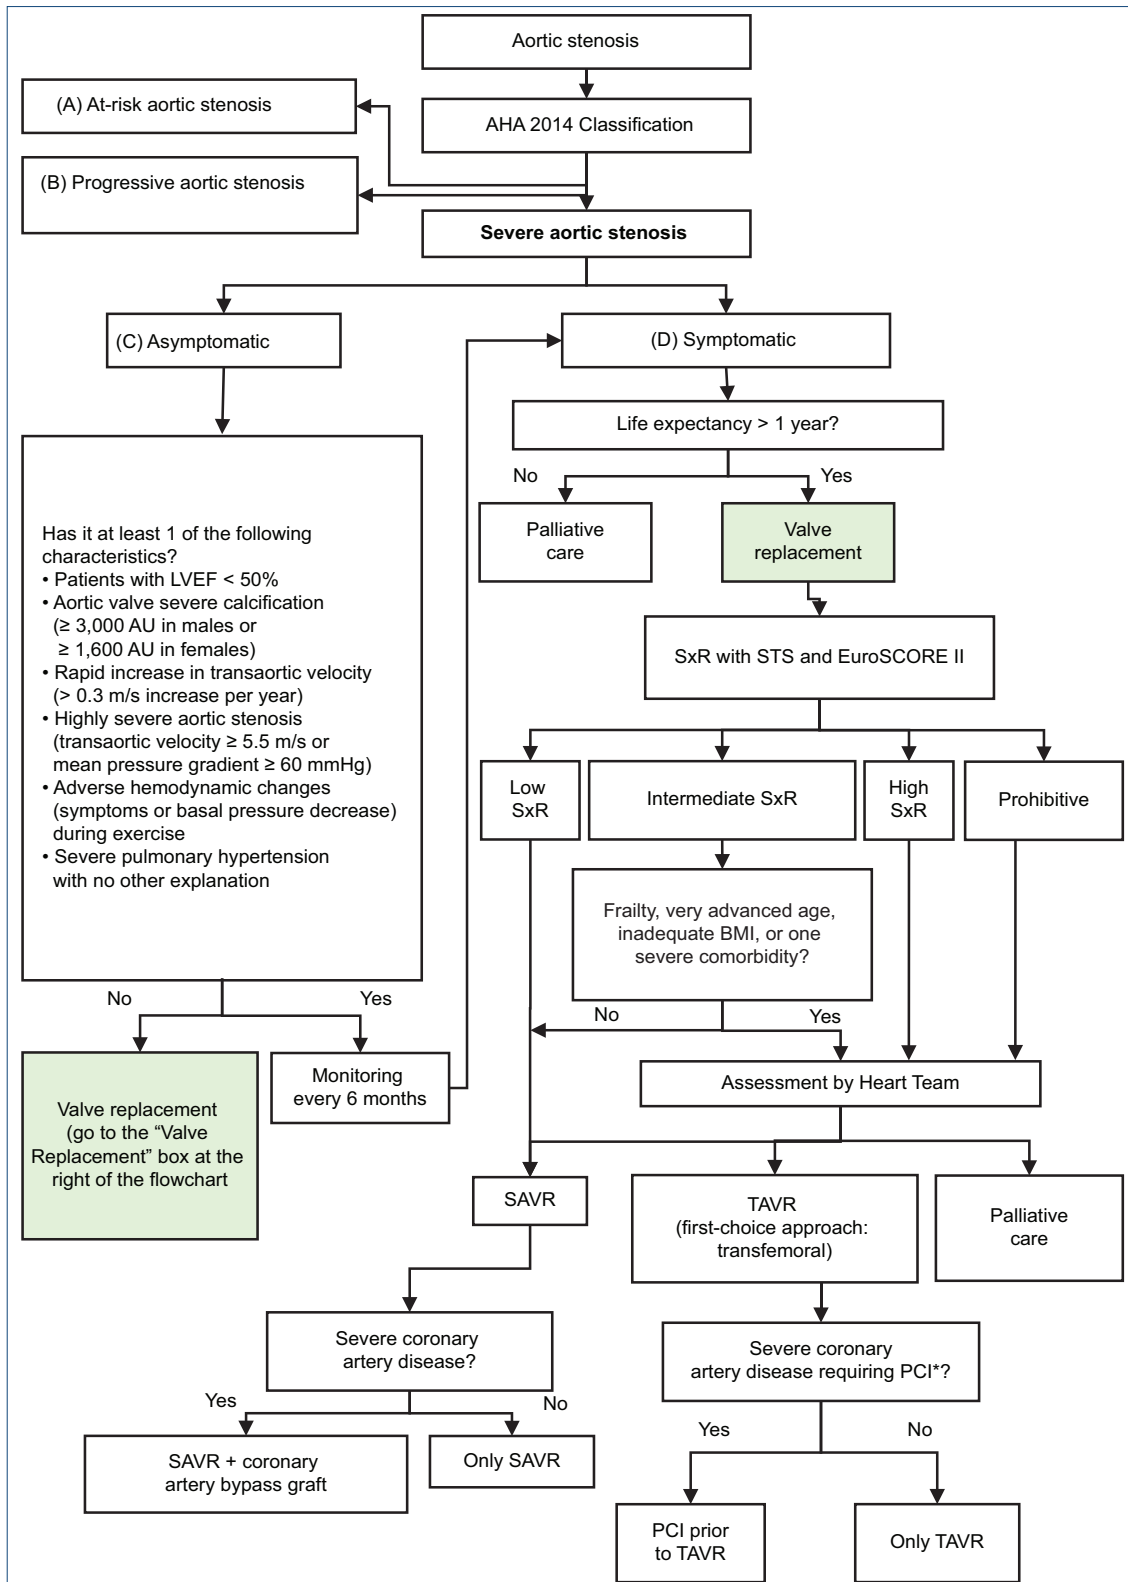 Aortic stenosis
(A) At-risk aortic stenosis
AHA 2014 Classification
(B) Progressive aortic stenosis
Severe aortic stenosis
(C) Asymptomatic
(D) Symptomatic
Life expectancy > 1 year?
No
Yes
Palliative
care
Valve
replacement
Has it at least 1 of the following
characteristics?
• Patients with LVEF < 50%
• Aortic valve severe calcification
(≥ 3,000 AU in males or
≥ 1,600 AU in females)
• Rapid increase in transaortic velocity
(> 0.3 m/s increase per year)
• Highly severe aortic stenosis
(transaortic velocity ≥ 5.5 m/s or
mean pressure gradient ≥ 60 mmHg)
• Adverse hemodynamic changes
(symptoms or basal pressure decrease)
during exercise
• Severe pulmonary hypertension
with no other explanation
No
Yes
Valve replacement
(go to the “Valve
Replacement” box at the
right of the flowchart
Monitoring
every 6 months
SxR with STS and EuroSCORE II
Low
SxR
Intermediate SxR
High
SxR
Prohibitive
Frailty, very advanced age,
inadequate BMI, or one
severe comorbidity?
No
Yes
Assessment by Heart Team
SAVR
TAVR
(first-choice approach:
transfemoral)
Palliative
care
Severe coronary
artery disease?
Yes
No
SAVR + coronary
artery bypass graft
Only SAVR
Severe coronary
artery disease requiring PCI*?
Yes
No
PCI prior
to TAVR
Only TAVR